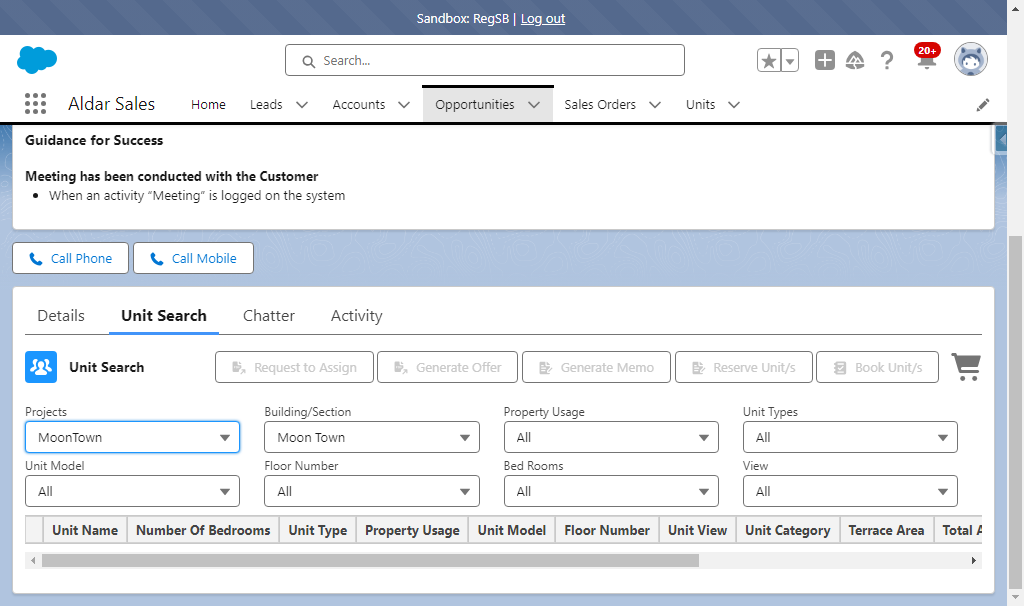 Sandbox: RegSB | Log out
Search...
20+
Aldar Sales
Home
Leads
Accounts
Opportunities
Sales Orders
Units
Guidance for Success
Meeting has been conducted with the Customer
• When an activity “Meeting” is logged on the system
Call Phone
Call Mobile
Details
Unit Search
Chatter
Activity
Unit Search
Request to Assign
Generate Offer
Generate Memo
Reserve Unit/s
Book Unit/s
Projects
Building/Section
Property Usage
Unit Types
MoonTown
Moon Town
All
All
Unit Model
Floor Number
Bed Rooms
View
All
All
All
All
Unit Name
Number Of Bedrooms
Unit Type
Property Usage
Unit Model
Floor Number
Unit View
Unit Category
Terrace Area
Total A